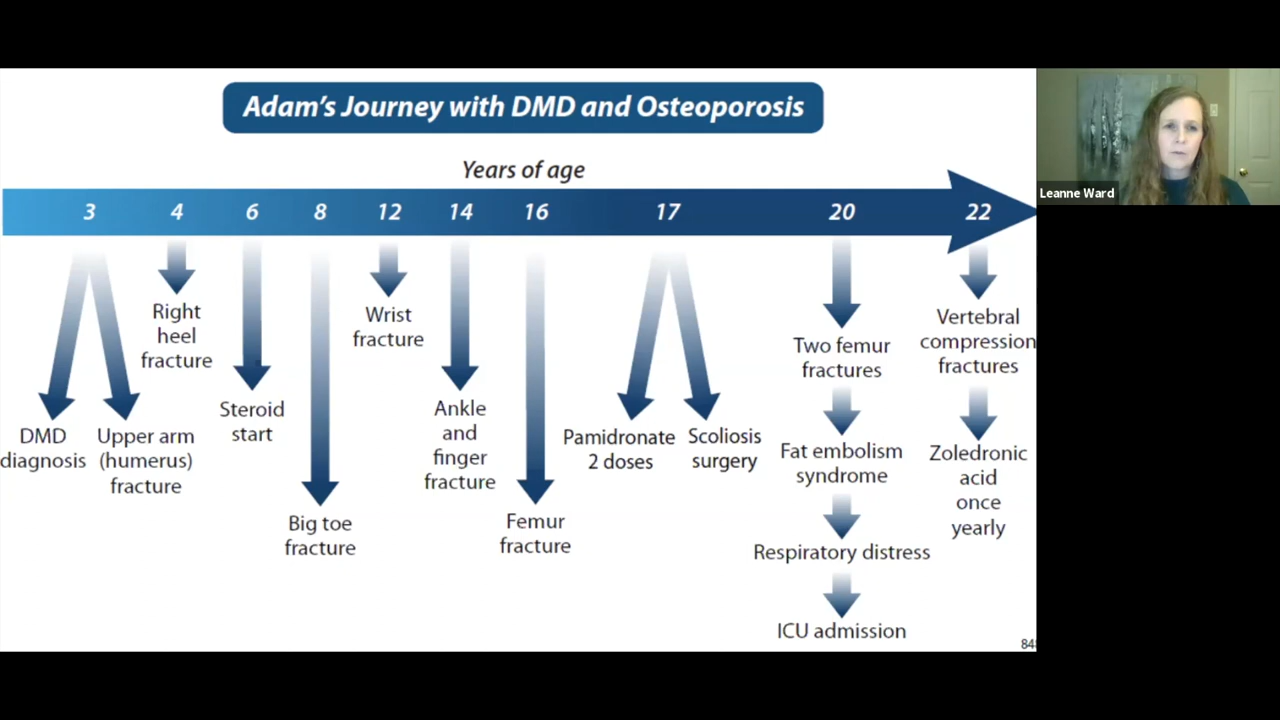 Adam's Journey with DMD and Osteoporosis
Years of age
3 4 6 8 12 14 16 17 20 22
DMD
diagnosis
Upper arm
(humerus)
fracture
Right
heel
fracture
Steroid
start
Big toe
fracture
Wrist
fracture
Ankle
and
finger
fracture
Femur
fracture
Pamidronate
2 doses
Scoliosis
surgery
Two femur
fractures
Fat embolism
syndrome
Respiratory distress
ICU admission
Vertebral
compression
fractures
Zoledronic
acid
once
yearly
Leanne Ward